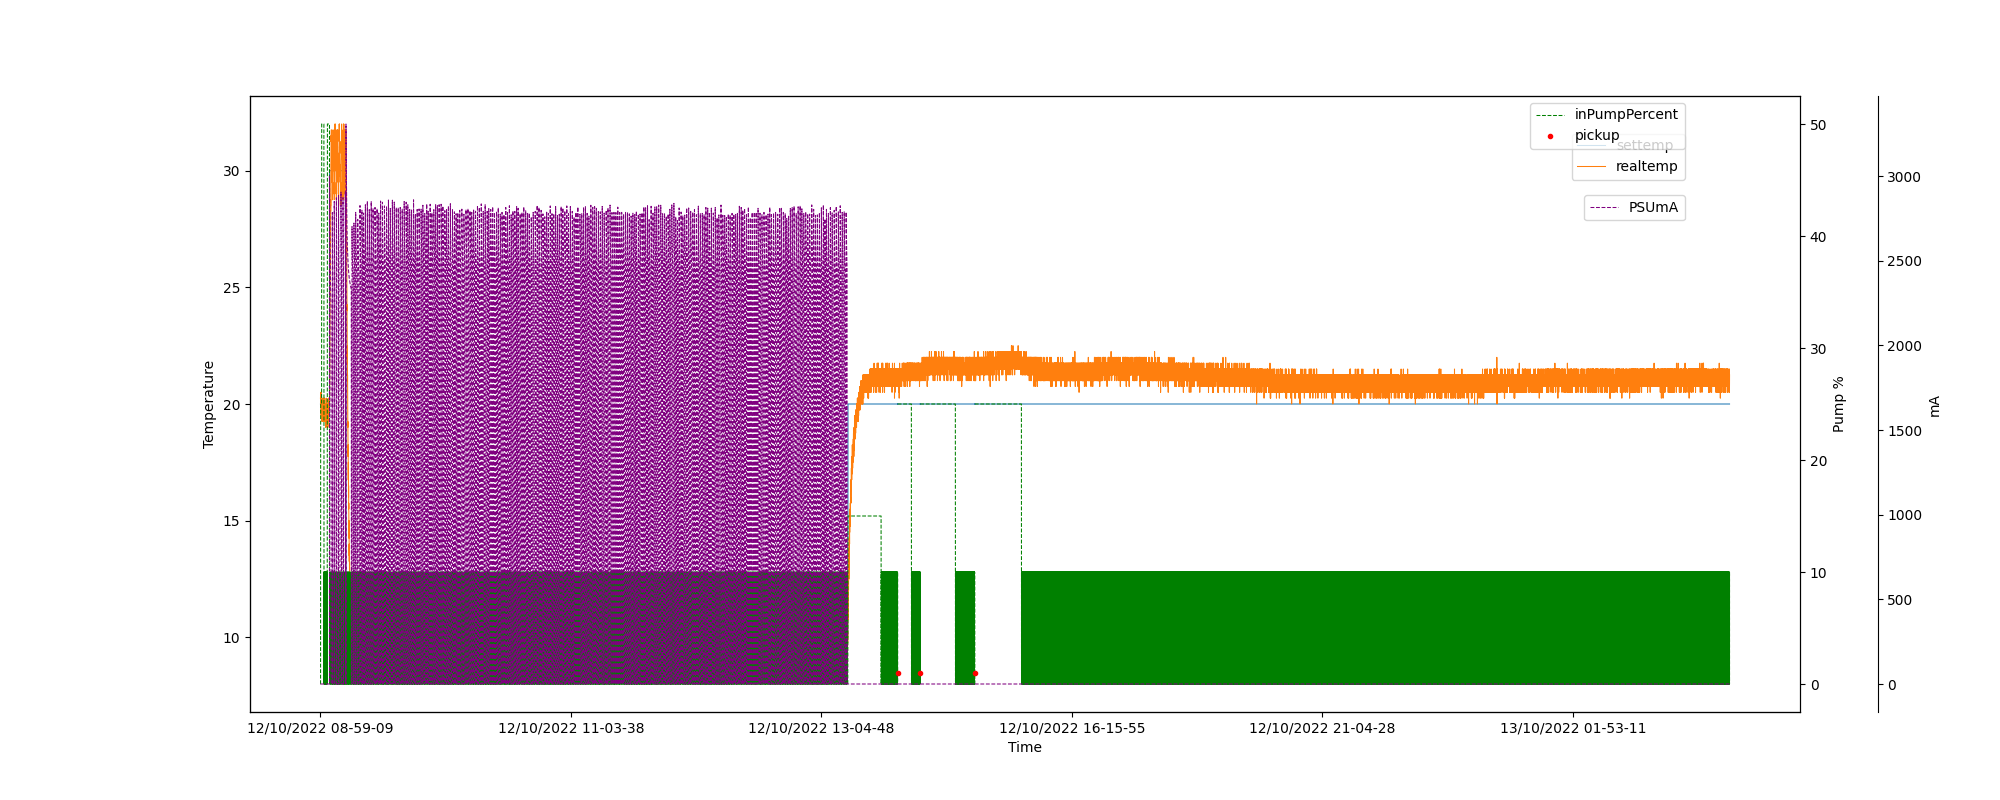 inPumpPercent
pickup
settemp
realtemp
PSUmA
Temperature
30
25
20
15
10
50
40
30
20
10
0
Pump %
3000
2500
2000
1500
1000
500
0
mA
12/10/2022 08-59-09
12/10/2022 11-03-38
12/10/2022 13-04-48
12/10/2022 16-15-55
12/10/2022 21-04-28
13/10/2022 01-53-11
Time